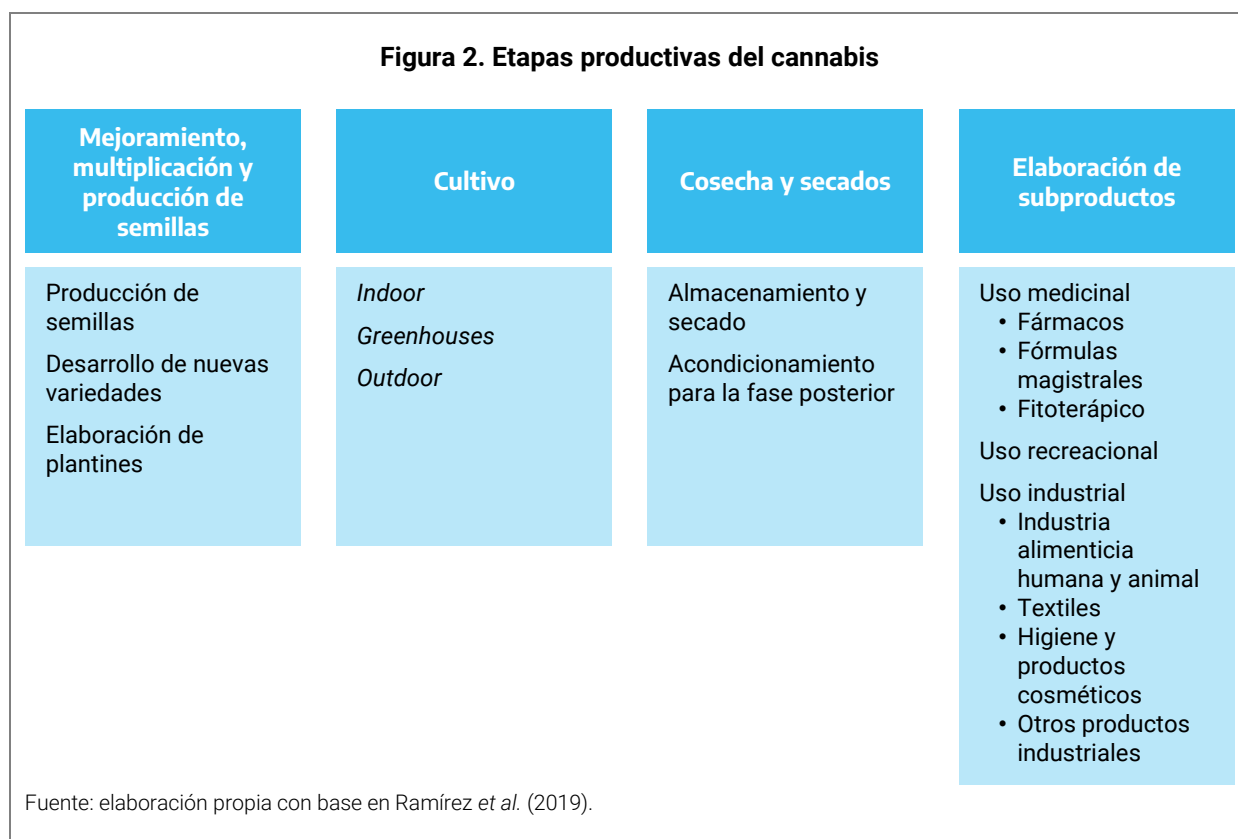 Figura 2. Etapas productivas del cannabis
Mejoramiento,
multiplicación y
producción de
semillas
Producción de
semillas
Desarrollo de nuevas
variedades
Elaboración de
plantines
Cultivo
Indoor
Greenhouses
Outdoor
Cosecha y secados
Almacenamiento y
secado
Acondicionamiento
para la fase posterior
Elaboración de
subproductos
Uso medicinal
• Fármacos
• Fórmulas
magistrales
• Fitoterápico
Uso recreacional
Uso industrial
• Industria
alimenticia
humana y animal
• Textiles
• Higiene y
productos
cosméticos
• Otros productos
industriales
Fuente: elaboración propia con base en Ramírez et al. (2019).